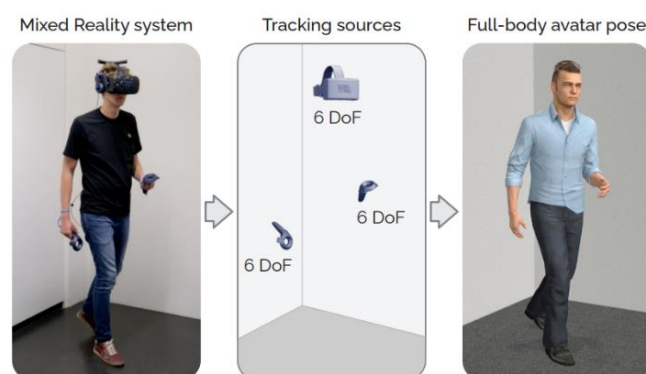 Mixed Reality system
Tracking sources
Full-body avatar pose
6 DoF
6 DoF
6 DoF